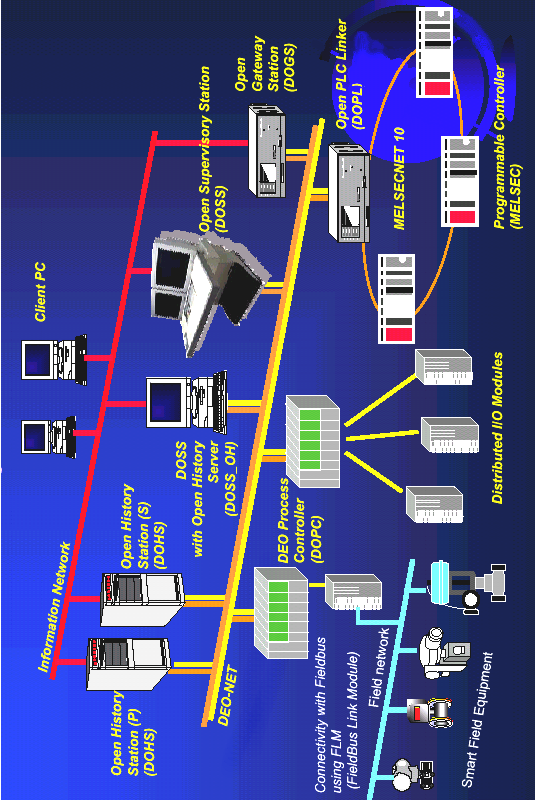 Client PC
Information Network
Open History
Station (S)
(DOHS)
Open History
Station (P)
(DOHS)
DOSS
with Open History
Server
(DOSS_OH)
Open Supervisory Station
(DOSS)
Open
Gateway
Station
(DOGS)
DEO-NET
DEO Process
Controller
(DOPC)
Open PLC Linker
(DOPL)
MELSECNET 10
Programmable Controller
(MELSEC)
Distributed I/O Modules
Connectivity with Fieldbus
using FLM
(FieldBus Link Module)
Field network
Smart Field Equipment